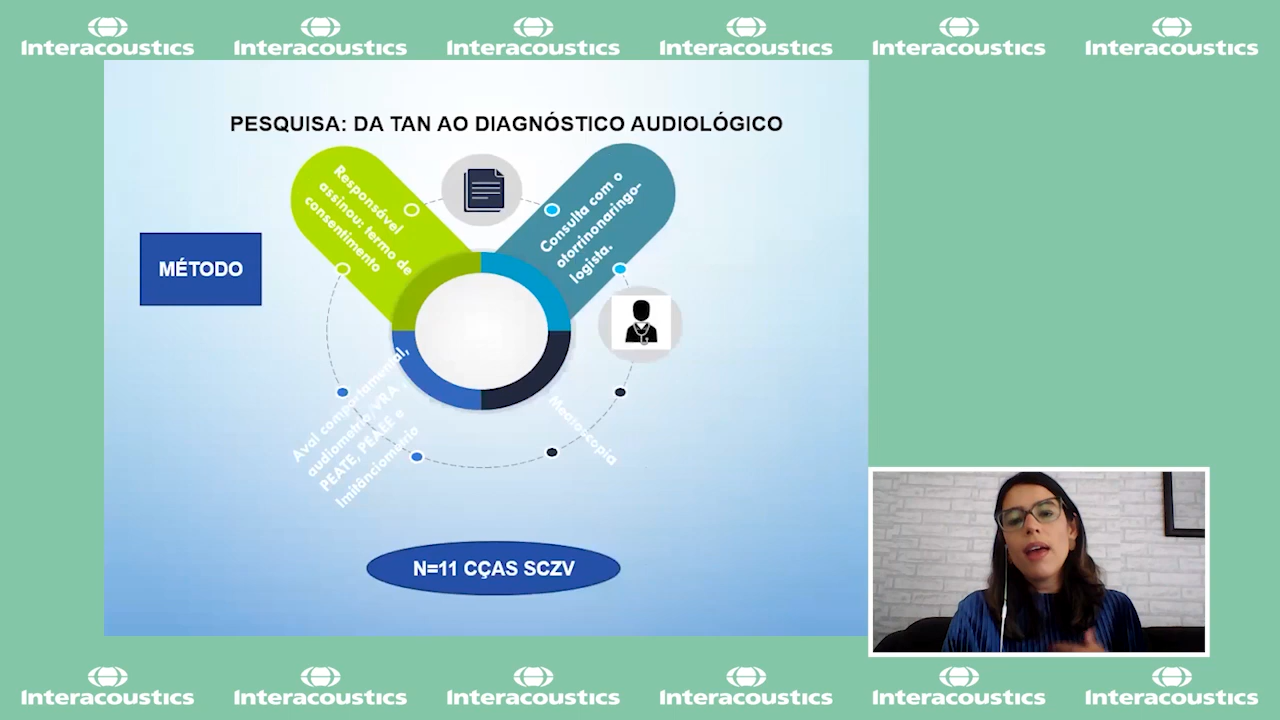 Interacoustics Interacoustics Interacoustics Interacoustics Interacoustics Interacoustics
PESQUISA: DA TAN AO DIAGNÓSTICO AUDIOLÓGICO
Responsável
assinou: termo de
consentimento
Consulta com o
otorrinonaringo-
logista.
MÉTODO
Aval comportamental,
audiometria VRA,
PEATE, PEAEE e
Imitânciometria
Meatoscopia
N=11 CÇAS SCZV
Interacoustics Interacoustics Interacoustics Interacoustics Interacoustics Interacoustics